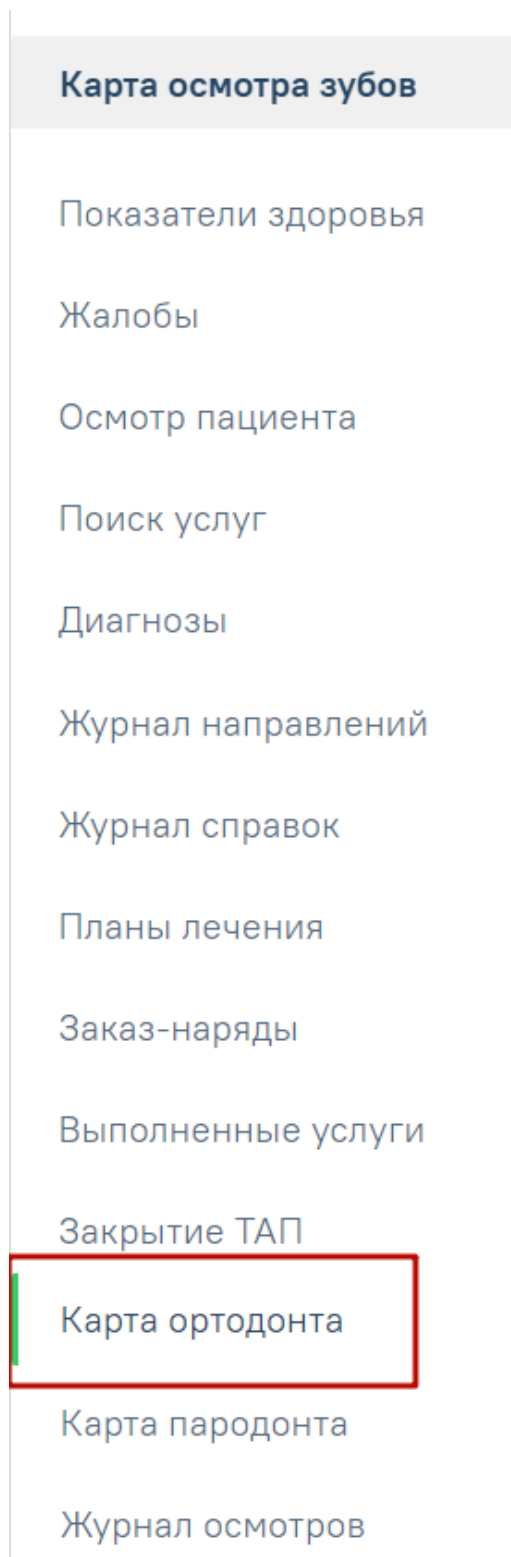 Карта осмотра зубов
Показатели здоровья
Жалобы
Осмотр пациента
Поиск услуг
Диагнозы
Журнал направлений
Журнал справок
Планы лечения
Заказ-наряды
Выполненные услуги
Закрытие ТАП
Карта ортодонта
Карта пародонта
Журнал осмотров